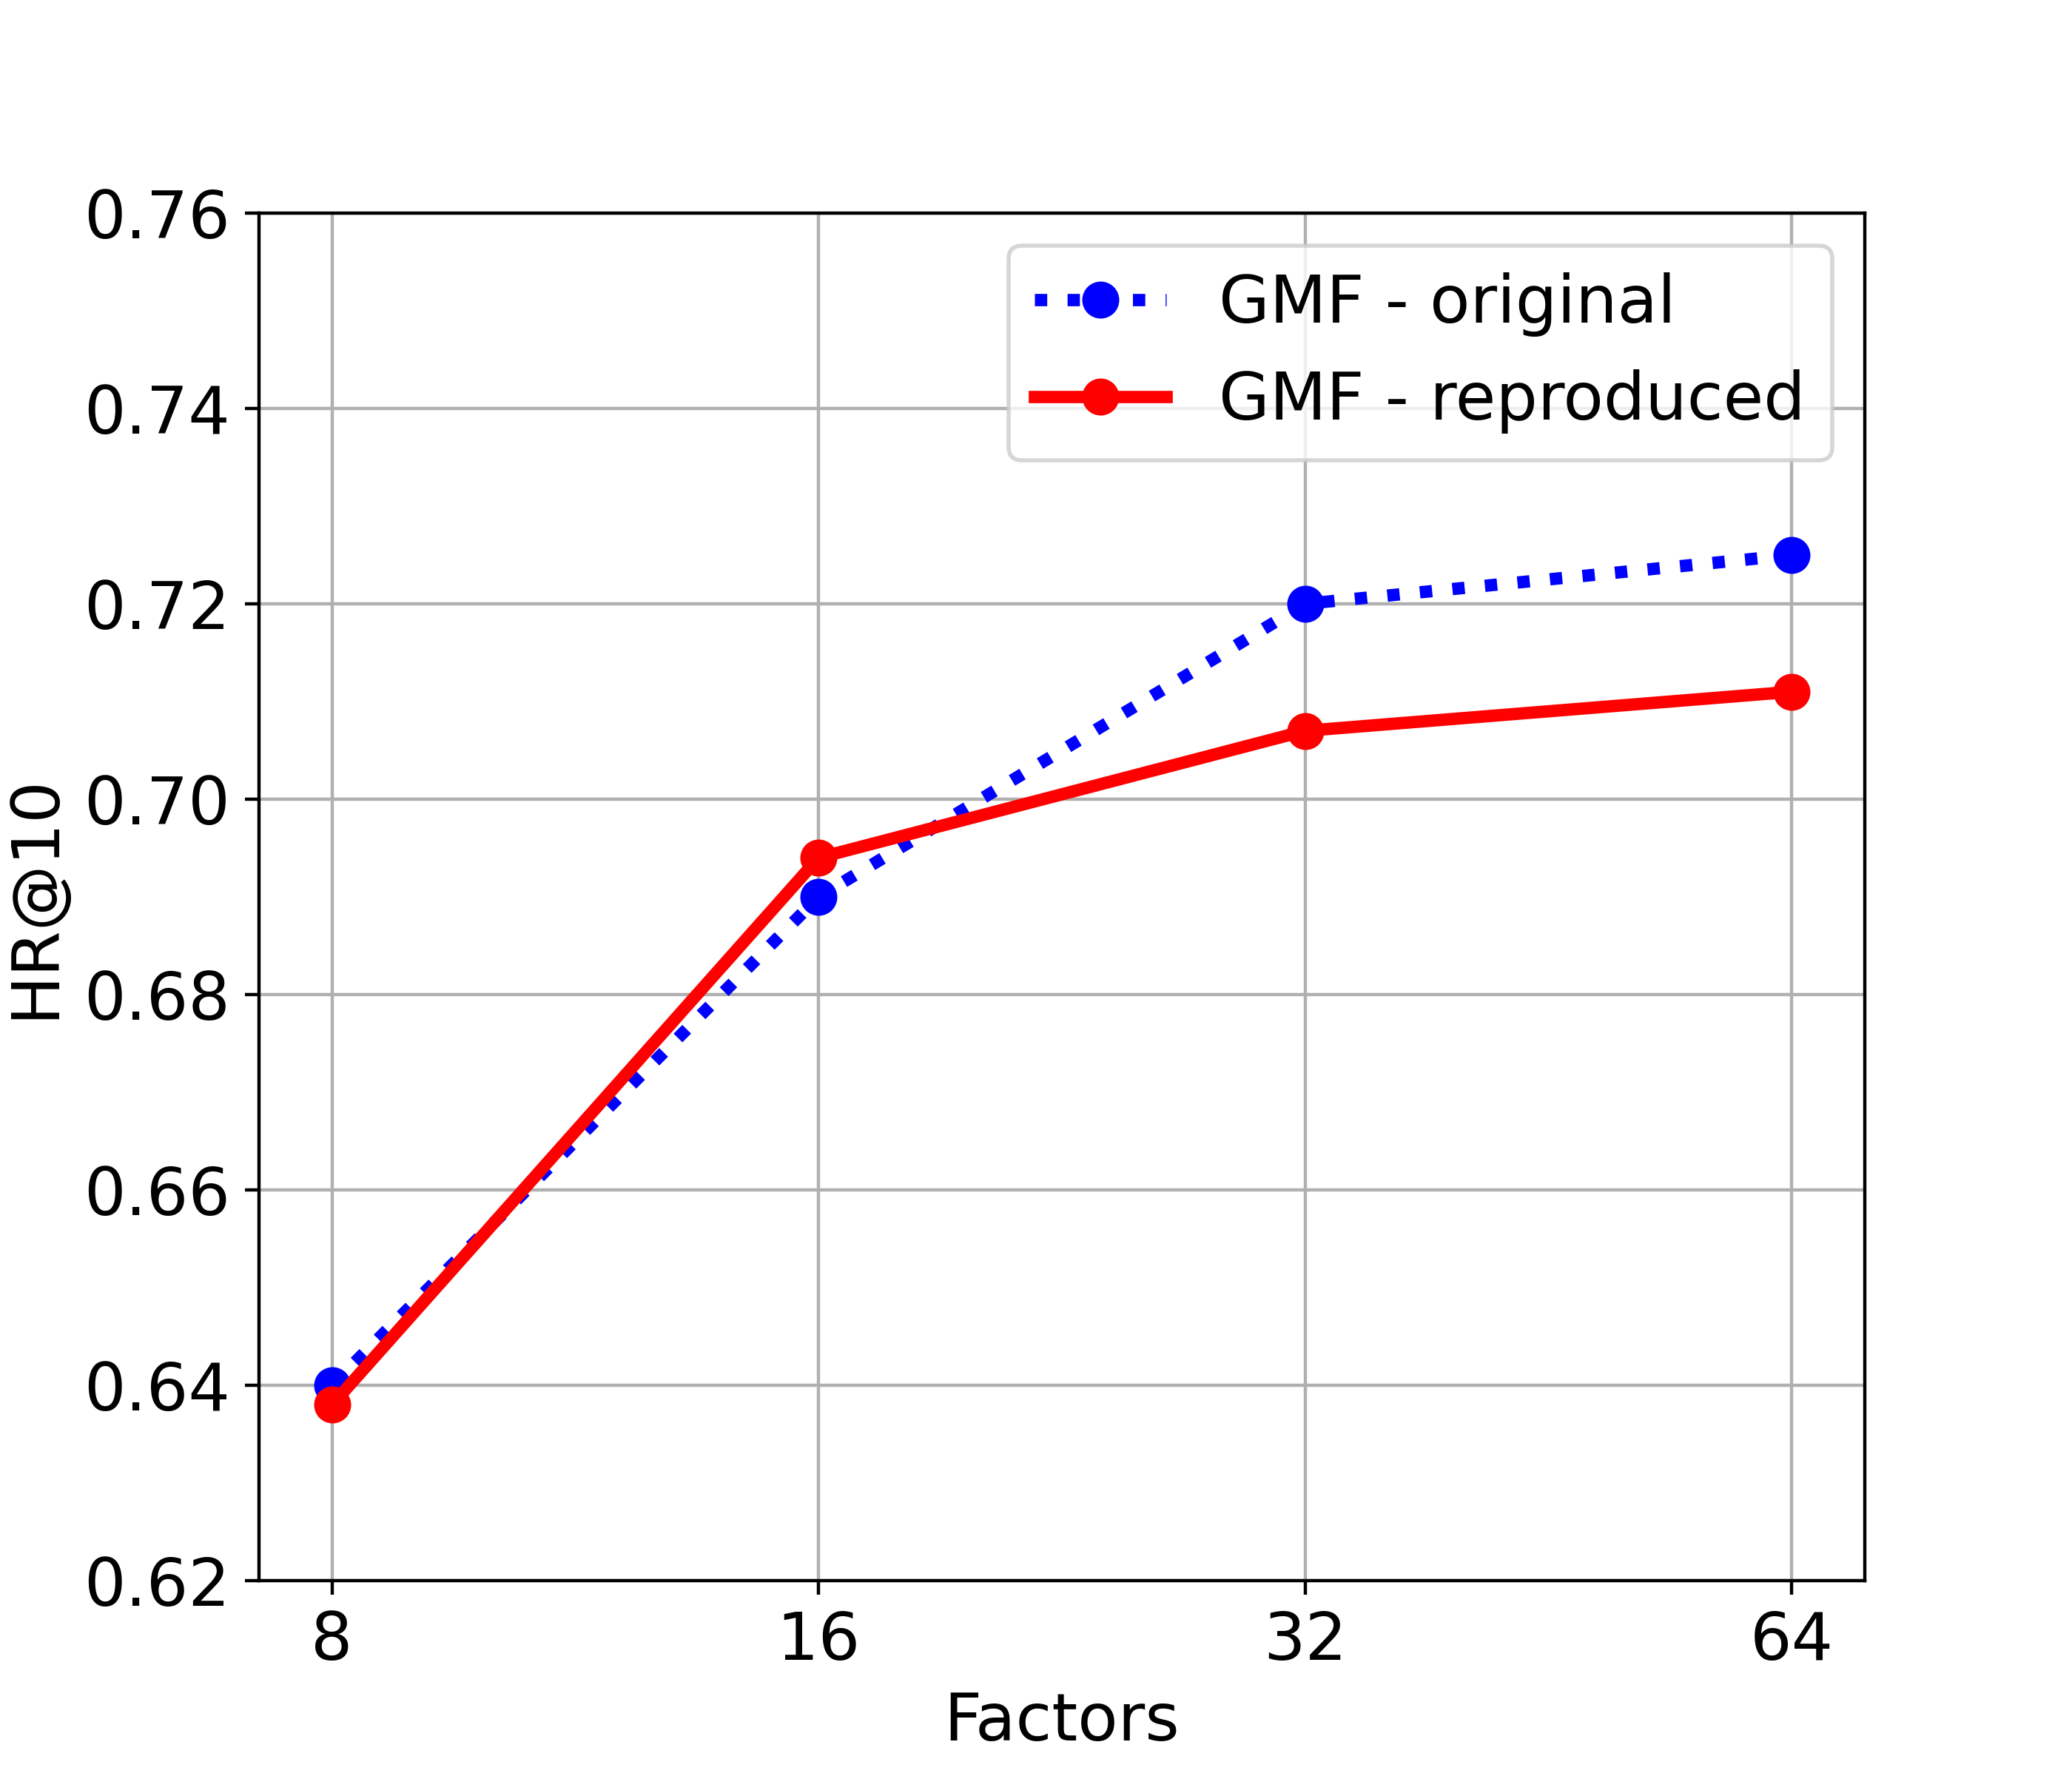 GMF - original
GMF - reproduced
0.76
0.74
0.72
0.70
0.68
0.66
0.64
0.62
HR@10
8 16 32 64
Factors